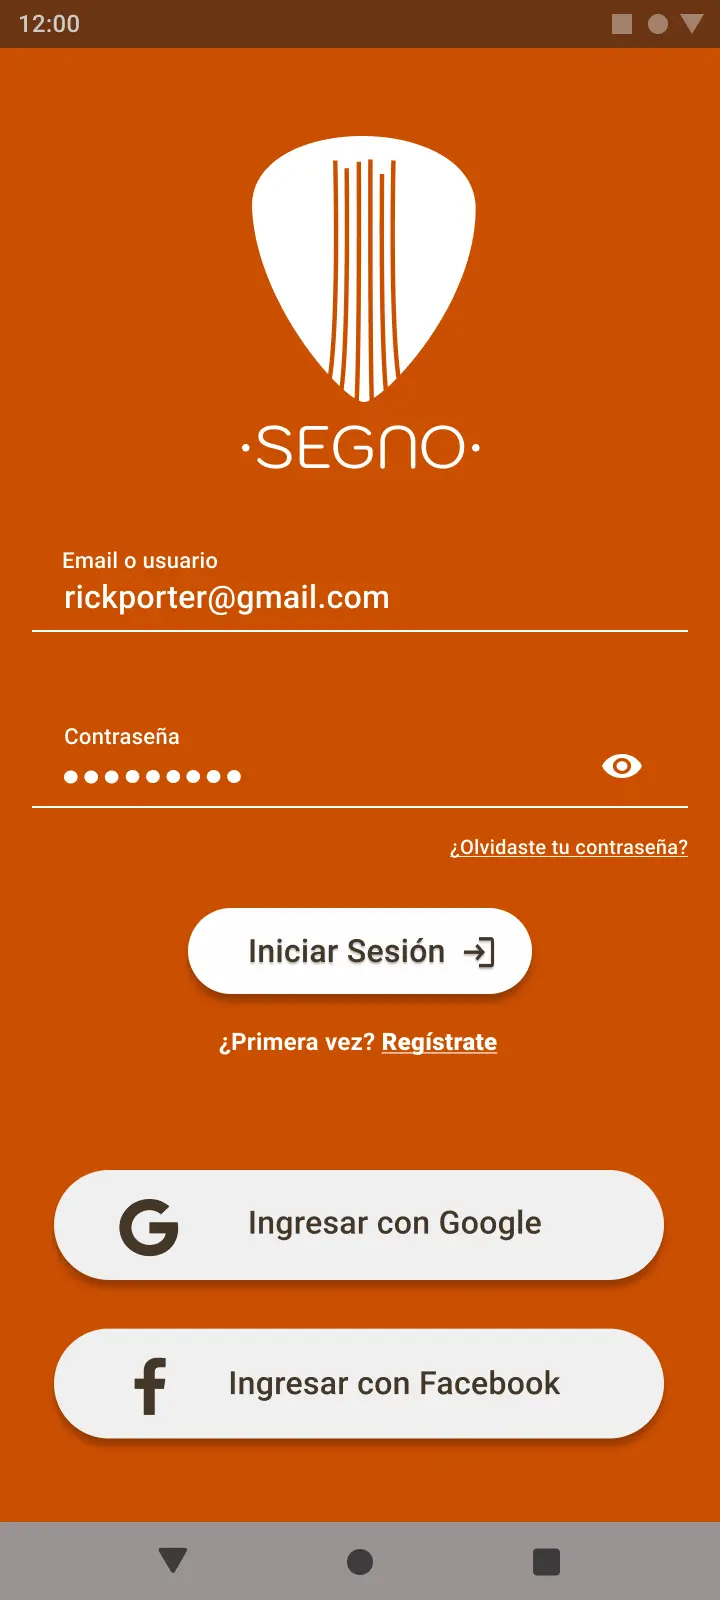 12:00
·SEGNO·
Email o usuario
rickporter@gmail.com
Contraseña
¿Olvidaste tu contraseña?
Iniciar Sesión
¿Primera vez? Regístrate
Ingresar con Google
Ingresar con Facebook